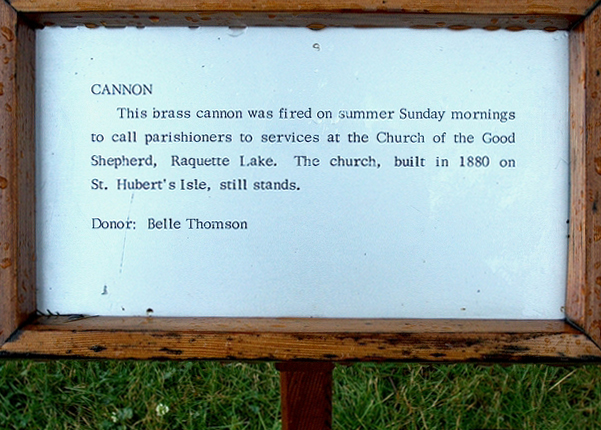 CANNON
This brass cannon was fired on summer Sunday mornings
to call parishioners to services at the Church of the Good
Shepherd, Raquette Lake. The church, built in 1880 on
St. Hubert's Isle, still stands.
Donor: Belle Thomson